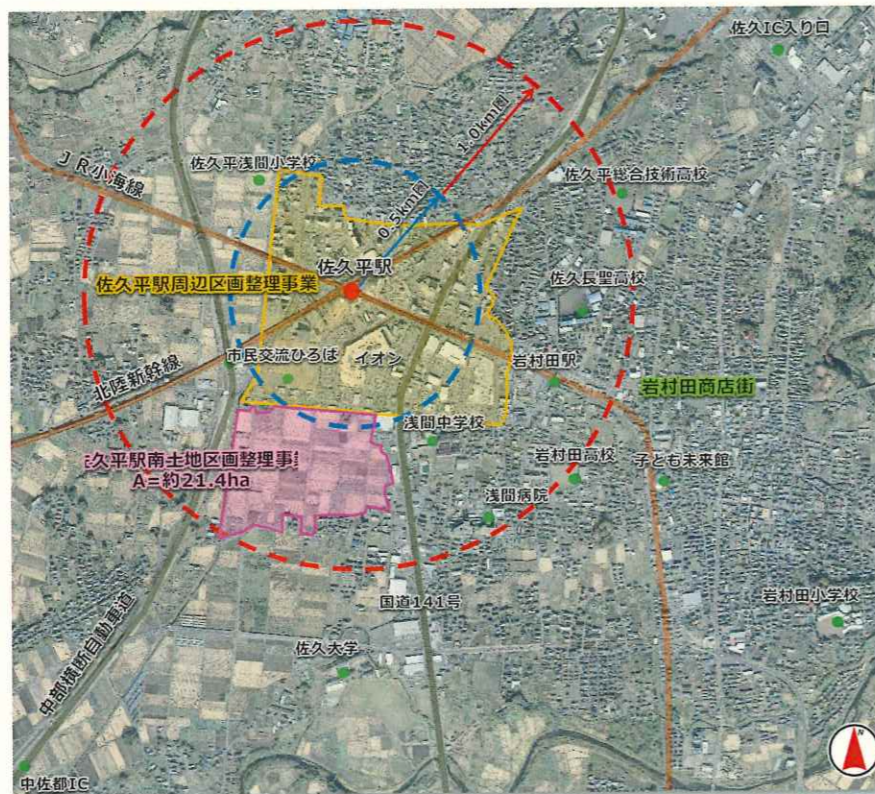 佐久IC入り口
1.0km圏
佐久平浅間小学校
JR小海線
佐久平総合技術高校
0.5km圏
佐久平駅
佐久平駅周辺区画整理事業
佐久長聖高校
市民交流ひろば
イオン
岩村田駅
北陸新幹線
岩村田商店街
浅間中学校
久平駅南土地区画整理事
A=約21.4ha
岩村田高校
子ども未来館
浅間病院
国道141号
岩村田小学校
佐久大学
中部横断自動車道
N
中佐都IC